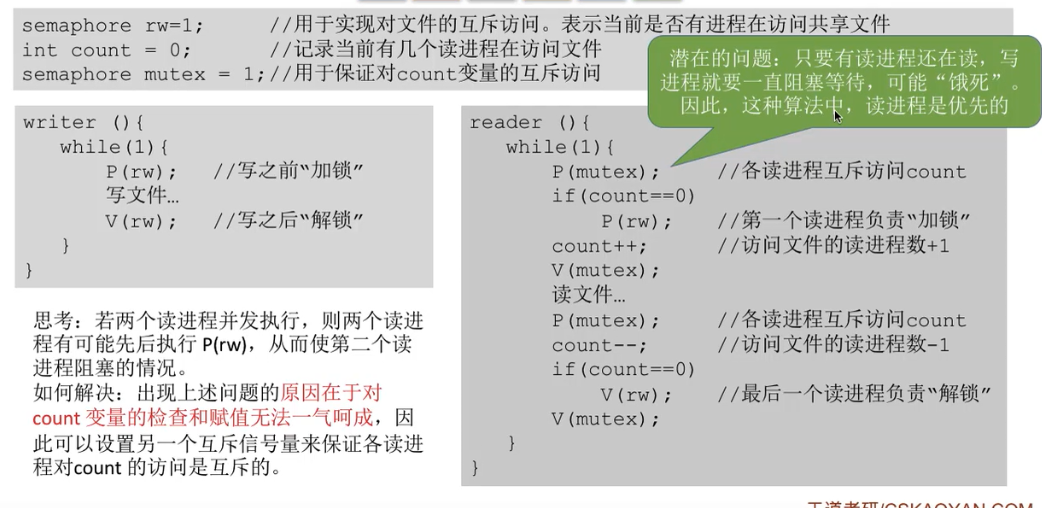 semaphore rw=1;    //用于实现对文件的互斥访问。表示当前是否有进程在访问共享文件
int count = 0;    //记录当前有几个读进程在访问文件
semaphore mutex = 1;//用于保证对count变量的互斥访问
潜在的问题：只要有读进程还在读，写
进程就要一直阻塞等待，可能“饿死”。
因此，这种算法中，读进程是优先的
writer (){
while(1){
P(rw);    //写之前“加锁”
写文件…
V(rw);    //写之后“解锁”
}
}
思考：若两个读进程并发执行，则两个读进
程有可能先后执行 P(rw)，从而使第二个读
进程阻塞的情况。
如何解决：出现上述问题的原因在于对
count 变量的检查和赋值无法一气呵成，因
此可以设置另一个互斥信号量来保证各读进
程对count 的访问是互斥的。
reader (){
while(1){
P(mutex);    //各读进程互斥访问count
if(count==0)
P(rw);    //第一个读进程负责“加锁”
count++;    //访问文件的读进程数+1
V(mutex);
读文件…
P(mutex);    //各读进程互斥访问count
count--;    //访问文件的读进程数-1
if(count==0)
V(rw);    //最后一个读进程负责“解锁”
V(mutex);
}
}
王道考研/CSKAOYAN.COM